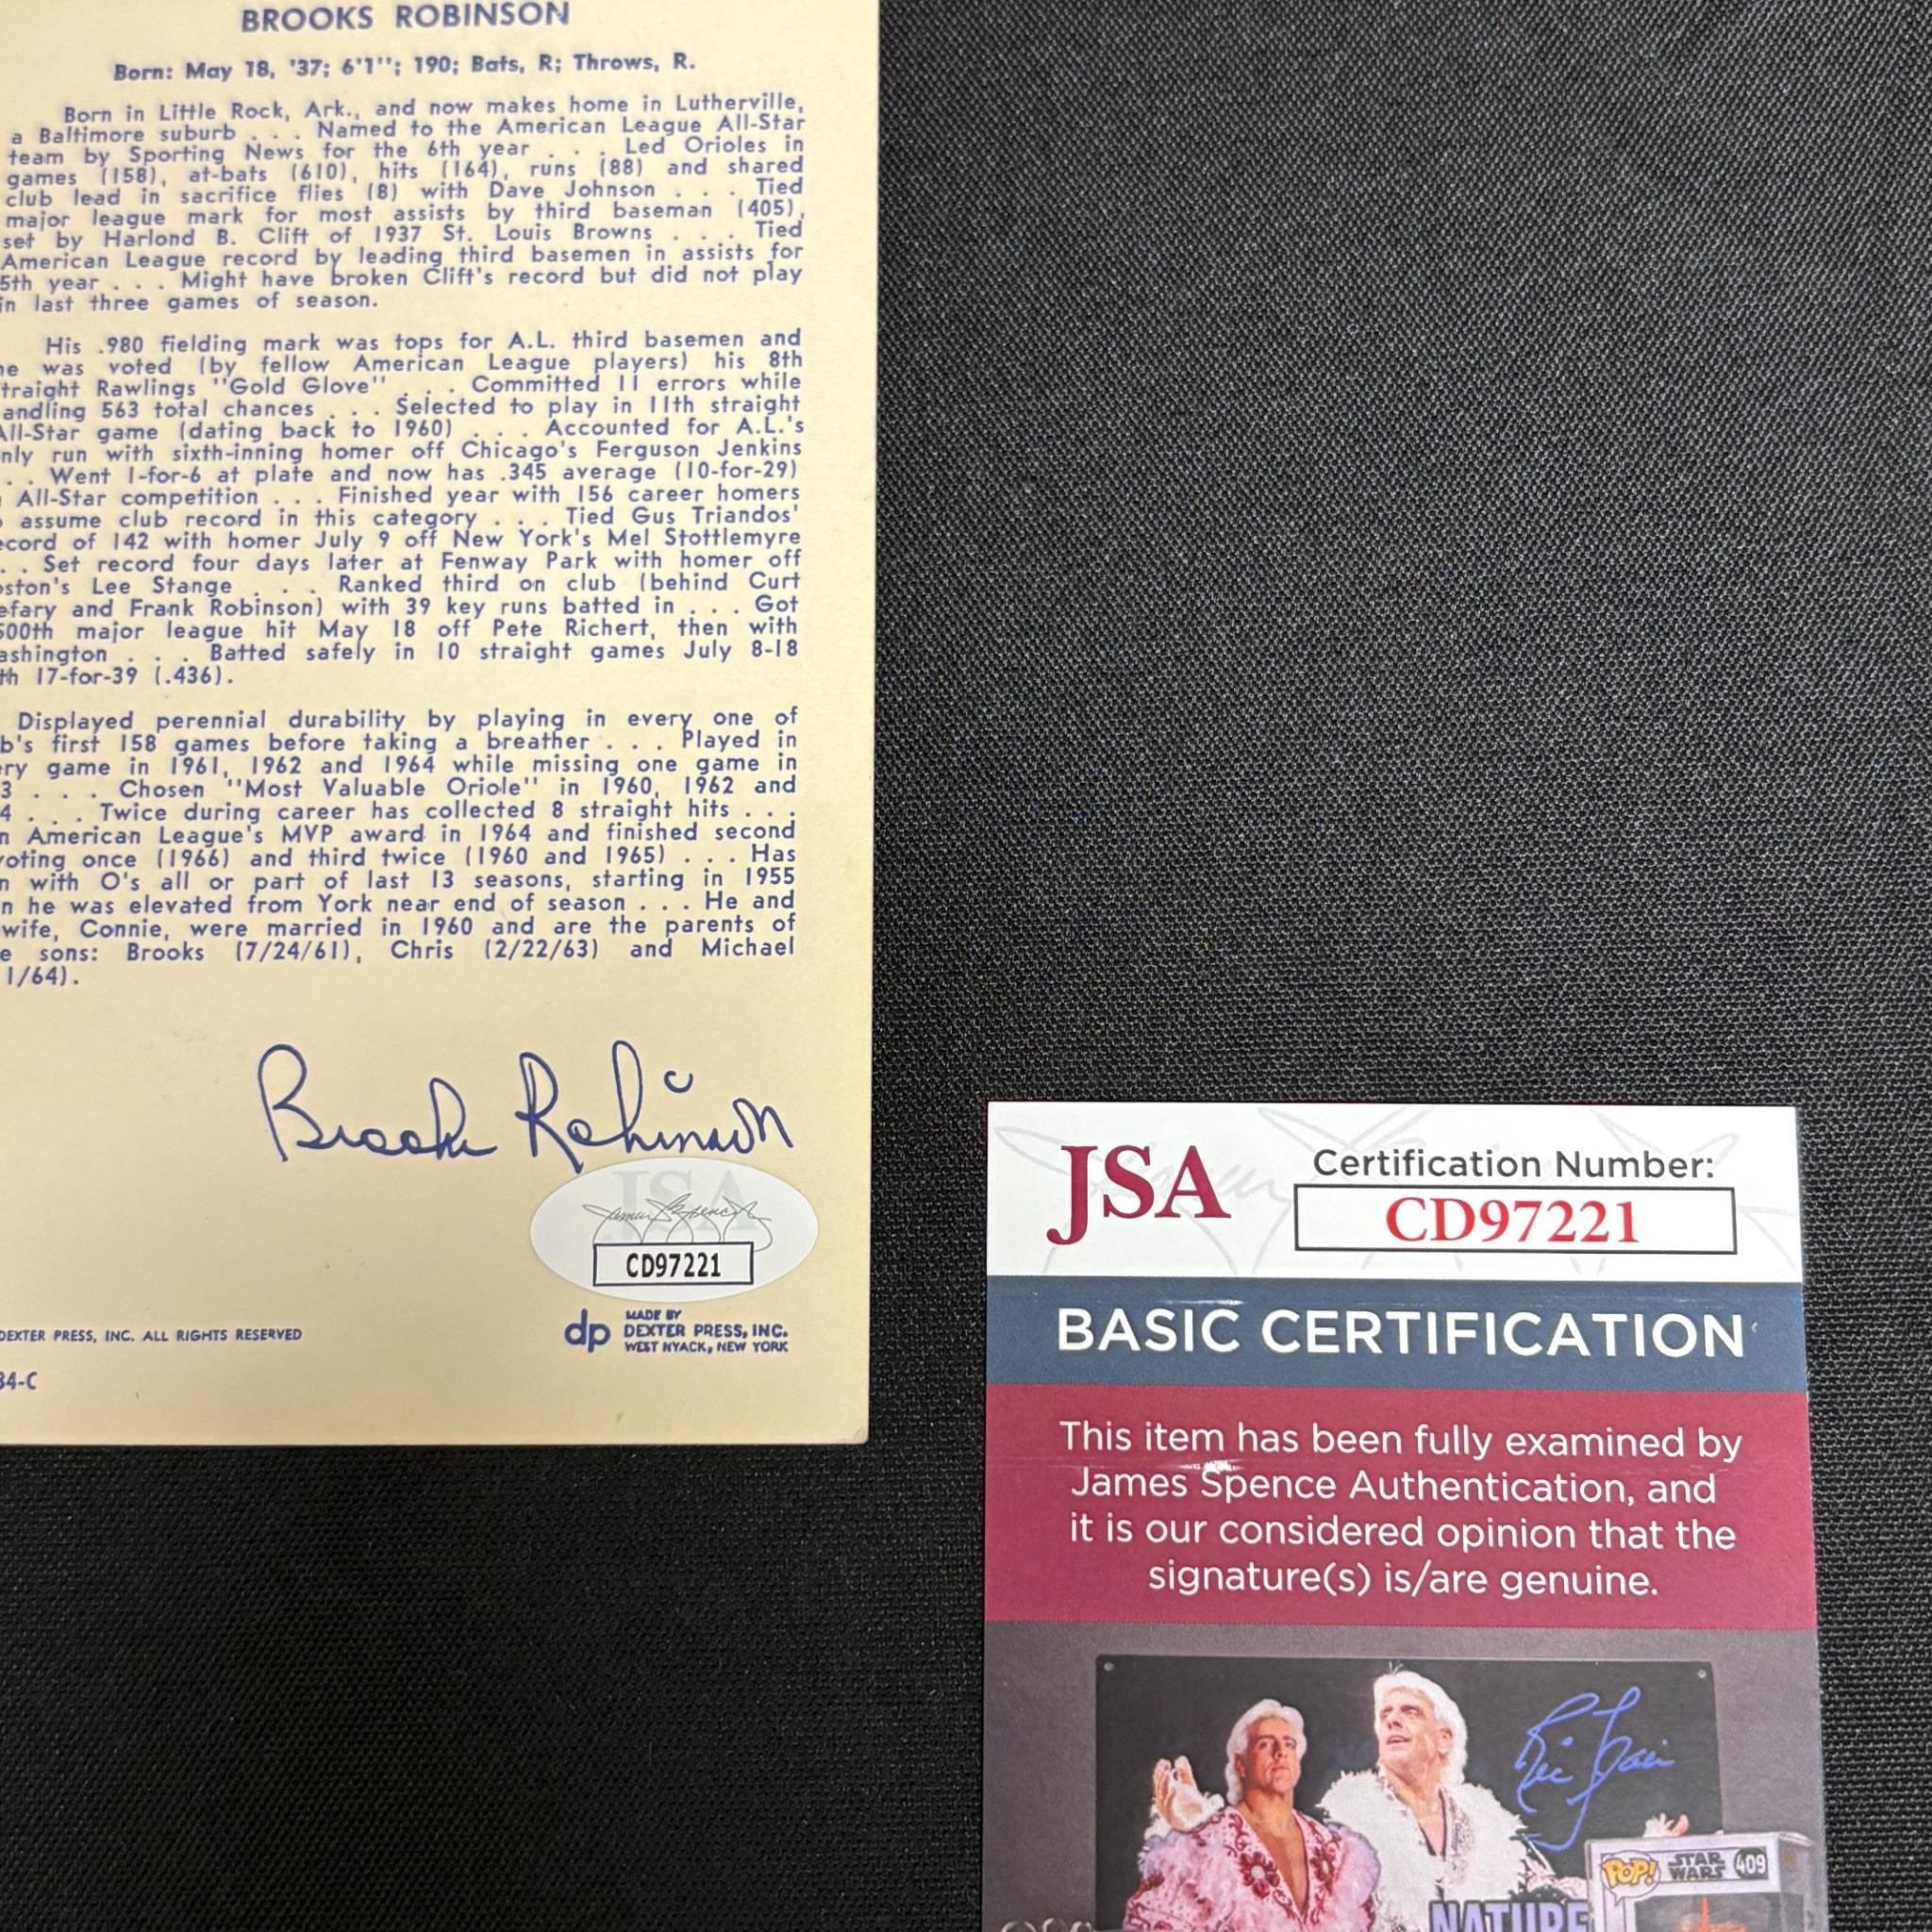 BROOKS ROBINSON
Born: May 18, '37; 6'1''; 190; Bats, R; Throws, R.
Born in Little Rock, Ark., and now makes home in Lutherville,
a Baltimore suburb . . . Named to the American League All-Star
team by Sporting News for the 6th year . . . Led Orioles in
games (158), at-bats (610), hits (164), runs (88) and shared
club lead in sacrifice flies (8) with Dave Johnson . . . Tied
major league mark for most assists by third baseman (405),
set by Harlond B. Clift of 1937 St. Louis Browns . . . Tied
American League record by leading third basemen in assists for
5th year . . . Might have broken Clift's record but did not play
in last three games of season.
His .980 fielding mark was tops for A.L. third basemen and
he was voted (by fellow American League players) his 8th
traight Rawlings ''Gold Glove'' . . . Committed 11 errors while
andling 563 total chances . . . Selected to play in 11th straight
All-Star game (dating back to 1960) . . . Accounted for A.L.'s
nly run with sixth-inning homer off Chicago's Ferguson Jenkins
. . Went 1-for-6 at plate and now has .345 average (10-for-29)
All-Star competition . . . Finished year with 156 career homers
assume club record in this category . . . Tied Gus Triandos'
ecord of 142 with homer July 9 off New York's Mel Stottlemyre
. . Set record four days later at Fenway Park with homer off
oston's Lee Stange . . . Ranked third on club (behind Curt
efary and Frank Robinson) with 39 key runs batted in . . . Got
500th major league hit May 18 off Pete Richert, then with
ashington . . . Batted safely in 10 straight games July 8-18
th 17-for-39 (.436).
Displayed perennial durability by playing in every one of
b's first 158 games before taking a breather . . . Played in
ery game in 1961, 1962 and 1964 while missing one game in
3 . . . Chosen ''Most Valuable Oriole'' in 1960, 1962 and
4 . . . Twice during career has collected 8 straight hits . . .
n American League's MVP award in 1964 and finished second
voting once (1966) and third twice (1960 and 1965) . . . Has
n with O's all or part of last 13 seasons, starting in 1955
n he was elevated from York near end of season . . . He and
wife, Connie, were married in 1960 and are the parents of
e sons: Brooks (7/24/61), Chris (2/22/63) and Michael
1/64).
Brooks Robinson
JSA
James Spence
CD97221
DEXTER PRESS, INC. ALL RIGHTS RESERVED
dp MADE BY
DEXTER PRESS, INC.
WEST NYACK, NEW YORK
34-C
JSA
Certification Number:
CD97221
BASIC CERTIFICATION
This item has been fully examined by
James Spence Authentication, and
it is our considered opinion that the
signature(s) is/are genuine.
Ric Flair
POP! STAR WARS 409
NATURE